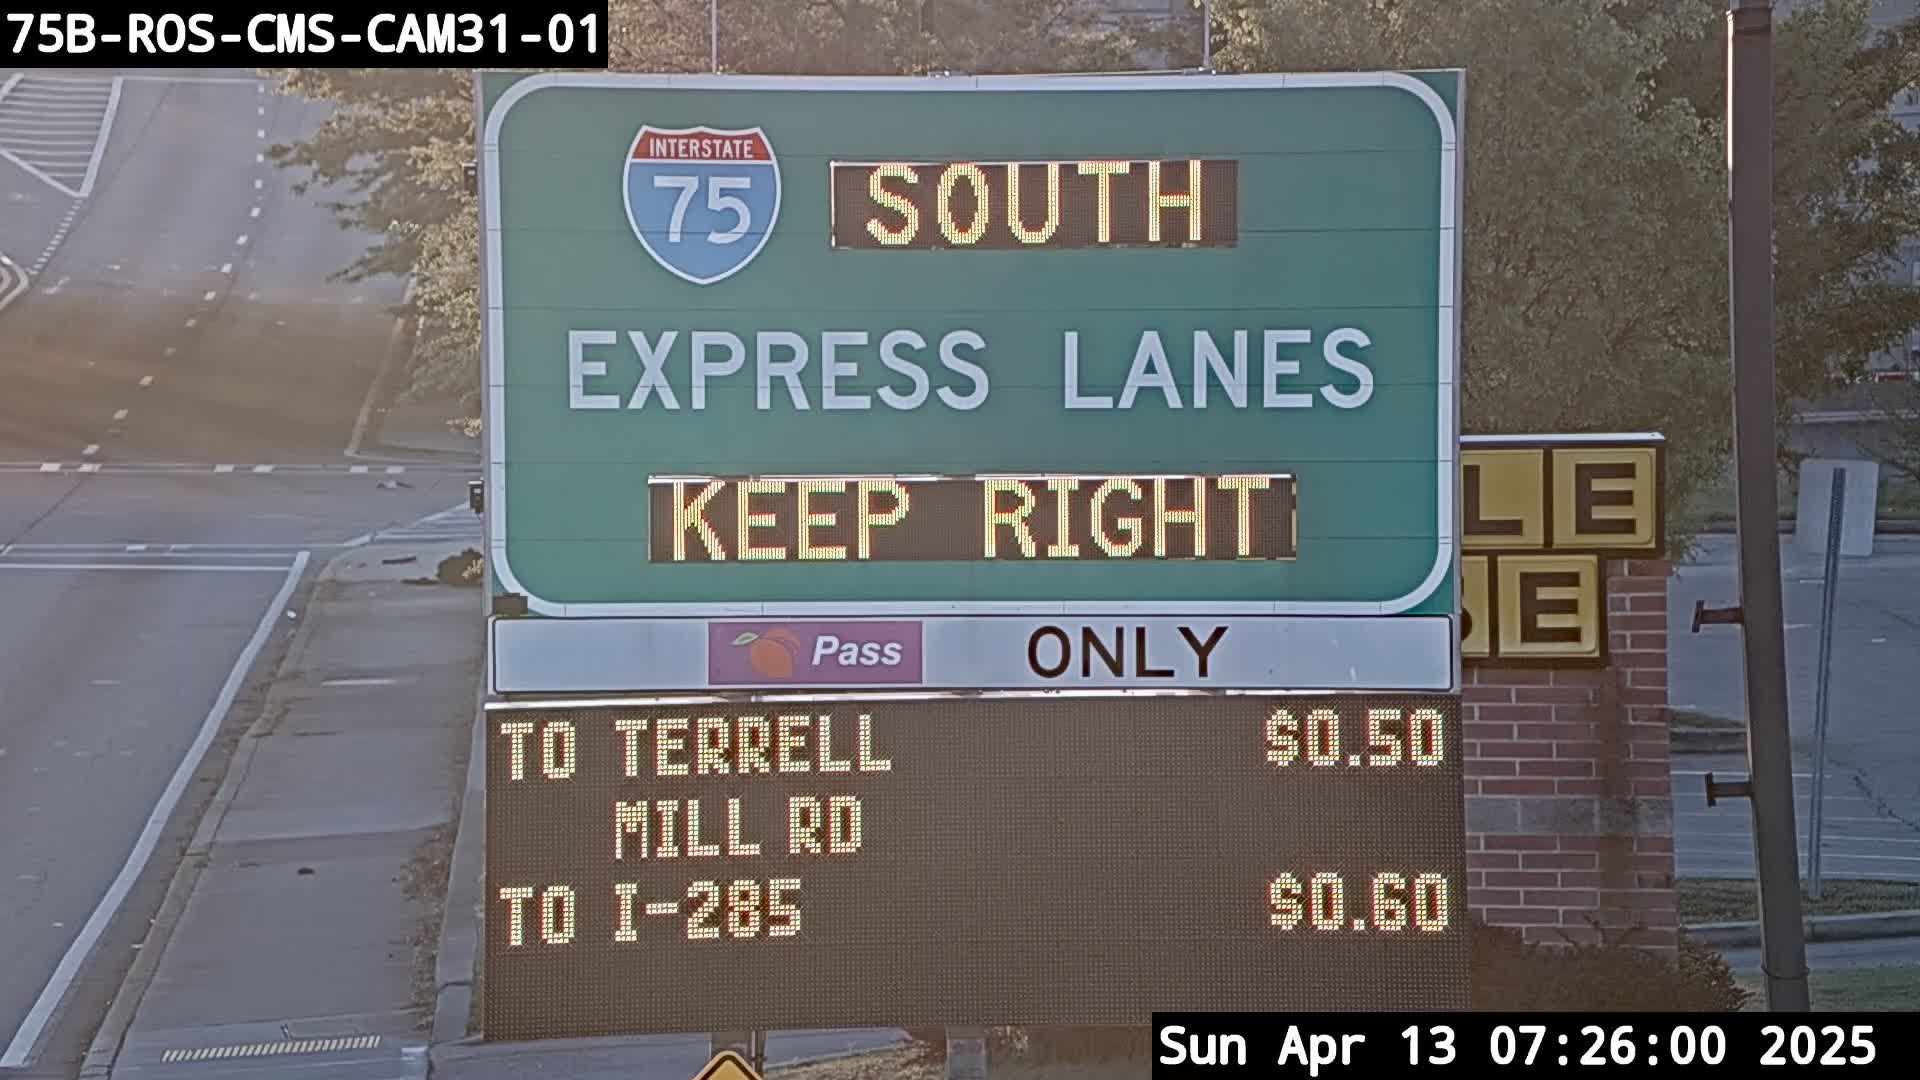 75B-ROS-CMS-CAM31-01
INTERSTATE
75
SOUTH
EXPRESS LANES
KEEP RIGHT
Pass ONLY
TO TERRELL $0.50
MILL RD
TO I-285 $0.60
LE
E
Sun Apr 13 07:26:00 2025